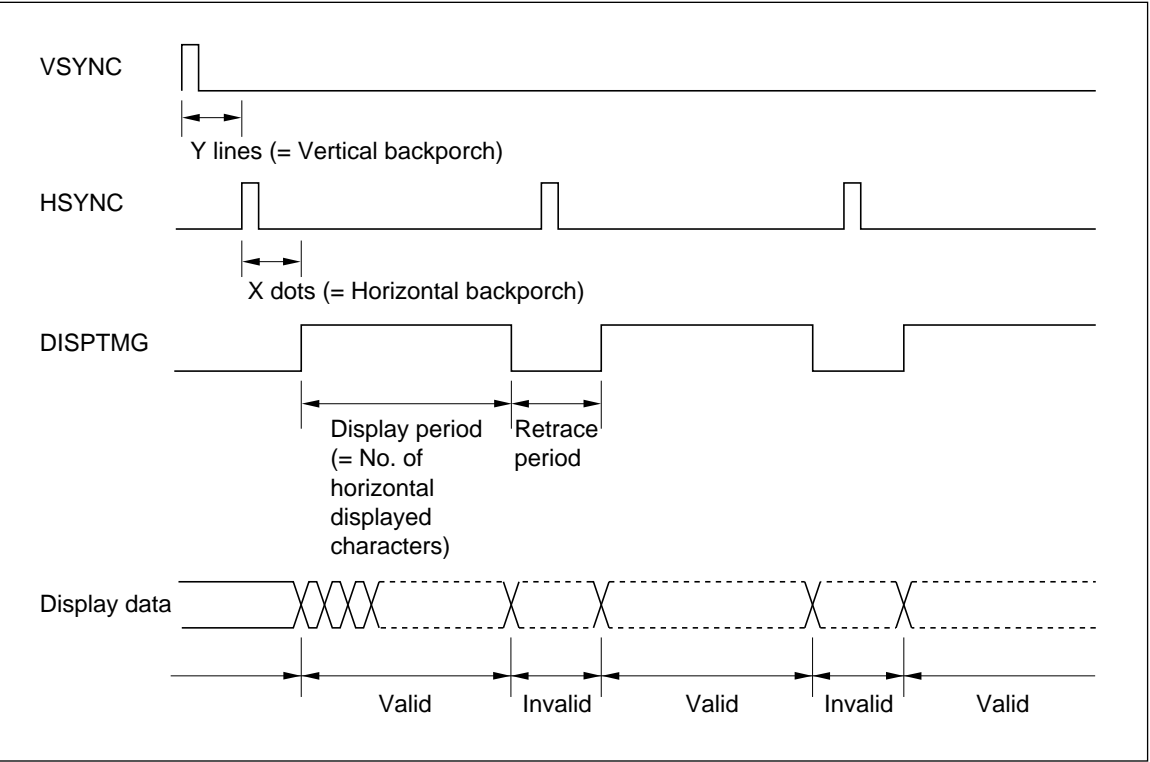 VSYNC
Y lines (= Vertical backporch)
HSYNC
X dots (= Horizontal backporch)
DISPTMG
Display period
(= No. of
horizontal
displayed
characters)
Retrace
period
Display data
Valid
Invalid
Valid
Invalid
Valid